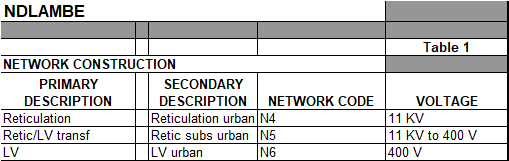 NDLAMBE
Table 1
NETWORK CONSTRUCTION
PRIMARY DESCRIPTION SECONDARY DESCRIPTION NETWORK CODE VOLTAGE
Reticulation Reticulation urban N4 11 KV
Retic/LV transf Retic subs urban N5 11 KV to 400 V
LV LV urban N6 400 V